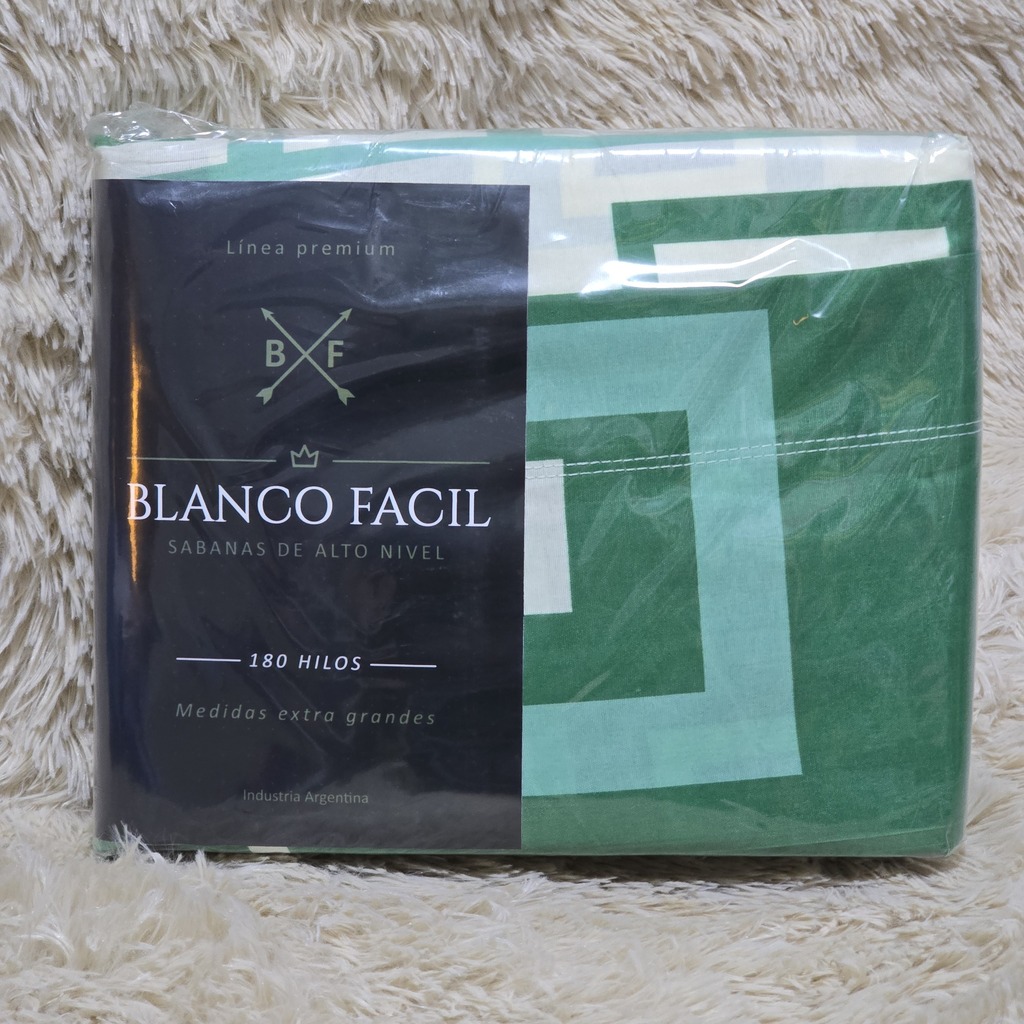 Línea premium
B F
BLANCO FACIL
SABANAS DE ALTO NIVEL
180 HILOS
Medidas extra grandes
Industria Argentina